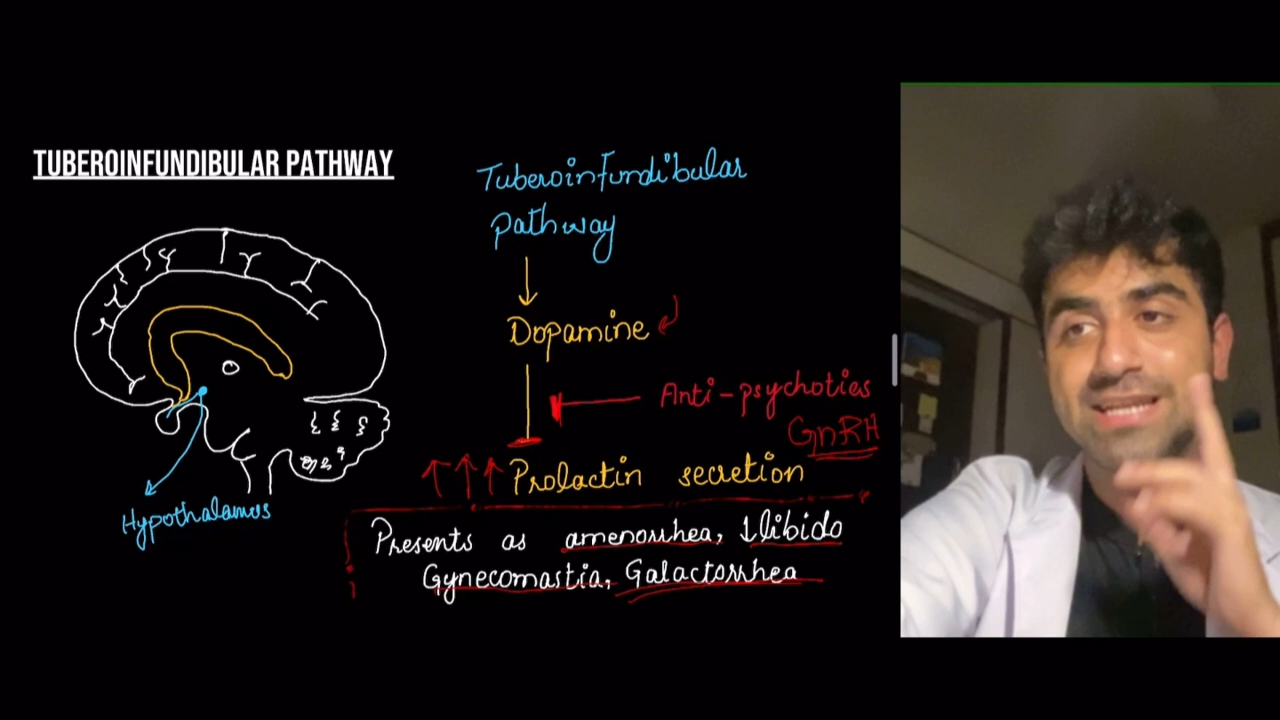 TUBEROINFUNDIBULAR PATHWAY
Tuberoinfundibular
pathway
Dopamine
Anti-psychotics
GnRH
↑↑↑ Prolactin secretion
Hypothalamus
Presents as amenorrhea, ↓libido
Gynecomastia, Galactorrhea